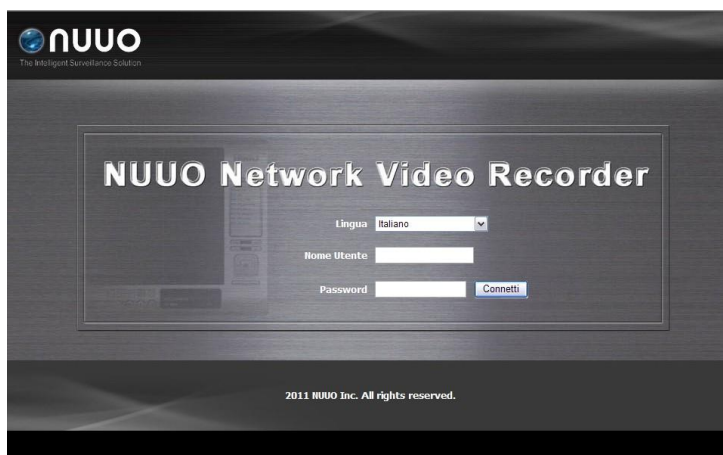 nuuo
The Intelligent Surveillance Solution
NUUO Network Video Recorder
Lingua Italiano
Nome Utente
Password Connetti
2011 NUUO Inc. All rights reserved.